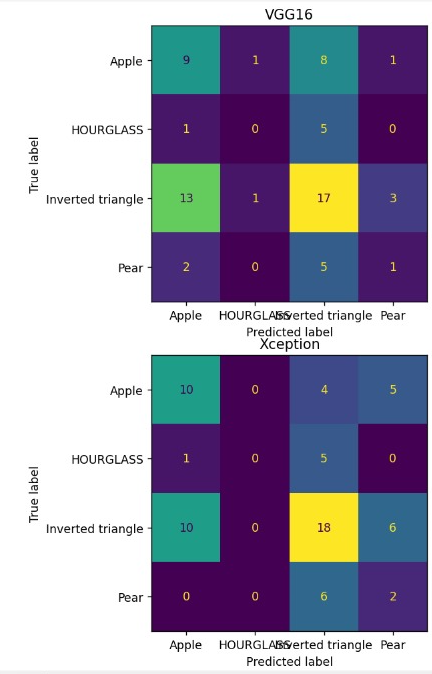 VGG16
Apple 9 1 8 1
HOURGLASS 1 0 5 0
Inverted triangle 13 1 17 3
Pear 2 0 5 1
True label
Apple HOURGLASS Inverted triangle Pear
Predicted label
Xception
Apple 10 0 4 5
HOURGLASS 1 0 5 0
Inverted triangle 10 0 18 6
Pear 0 0 6 2
True label
Apple HOURGLASS Inverted triangle Pear
Predicted label